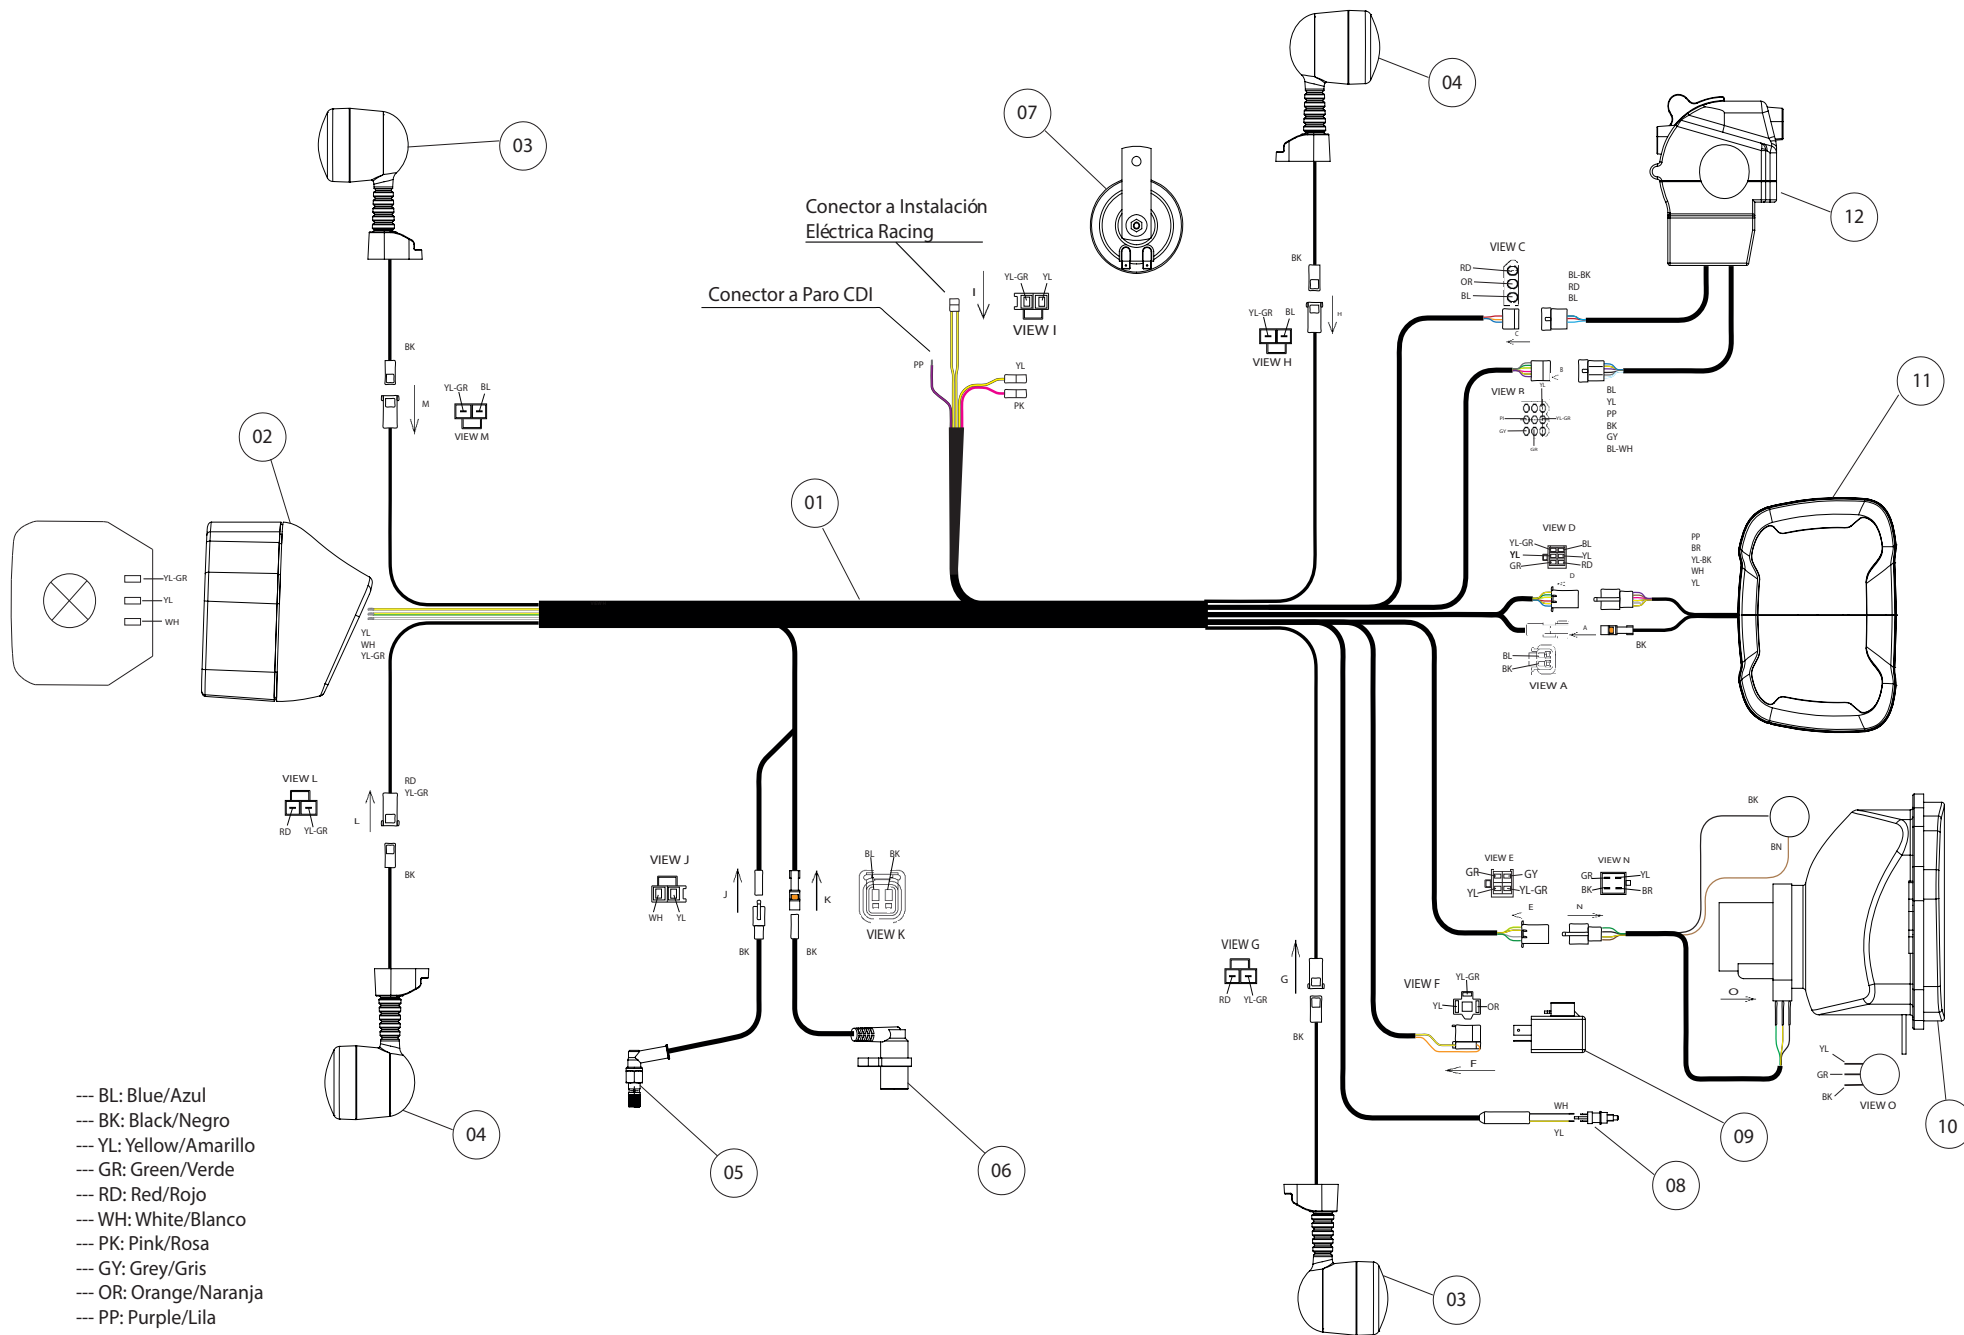 04
07
03
12
Conector a Instalación
Eléctrica Racing
VIEW C
RD
OR
BL
BL-BK
RD
BL
C
BK
YL-GR YL
I
VIEW I
Conector a Paro CDI
H
YL-GR BL
VIEW H
PP
YL
PK
BK
B
YL
VIEW B
YL-GR
GY
GR
BL
YL
PP
BK
GY
BL-WH
YL-GR BL
M
VIEW M
11
02
01
VIEW D
YL-GR
BL
YL
YL
GR
RD
D
PP
BR
YL-BK
WH
YL
YL-GR
YL
WH
YL
WH
YL-GR
A
BK
BL
BK
VIEW A
VIEW L
RD
YL-GR
L
RD YL-GR
BK
VIEW J
WH YL
J
K
BL BK
VIEW K
BK
BK
BK
BN
VIEW E
GR
GY
YL
YL-GR
E
VIEW N
GR
YL
BK
BR
N
VIEW G
RD YL-GR
G
BK
VIEW F
YL-GR
YL
OR
F
O
YL
GR
BK
VIEW O
WH
YL
10
09
08
05
06
04
03
--- BL: Blue/Azul
--- BK: Black/Negro
--- YL: Yellow/Amarillo
--- GR: Green/Verde
--- RD: Red/Rojo
--- WH: White/Blanco
--- PK: Pink/Rosa
--- GY: Grey/Gris
--- OR: Orange/Naranja
--- PP: Purple/Lila